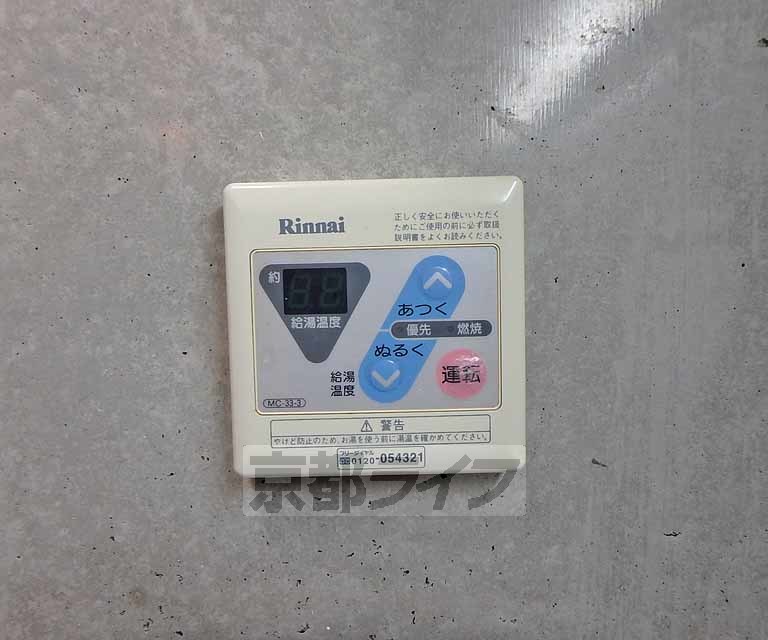 Rinnai
正しく安全にお使いいただく
ためにご使用の前に必ず取扱
説明書をよくお読みください。
約
給湯温度
あつく
優先 燃焼
ぬるく
給湯
温度
運転
MC-33-3
⚠ 警告
やけど防止のため、お湯を使う前に湯温を確かめてください。
フリーダイヤル
0120-054321
京都ライフ